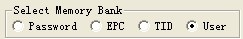 Select Memory Bank
Password EPC TID User